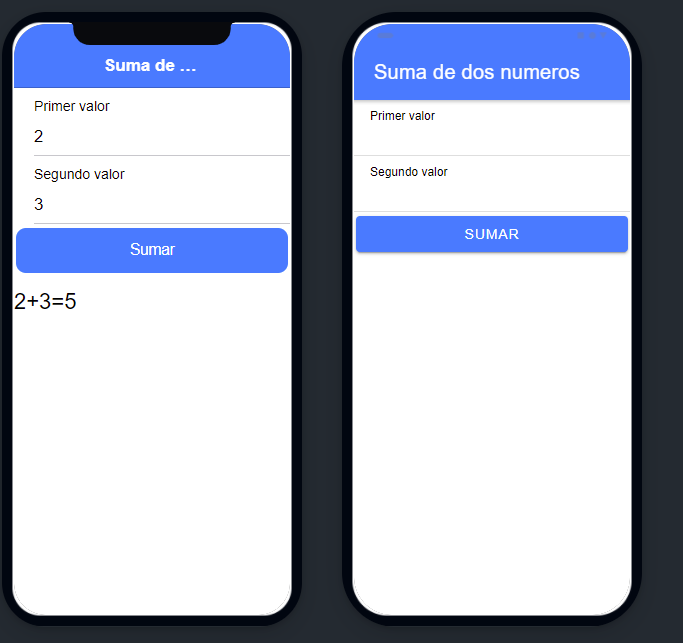 Suma de ...
Primer valor
2
Segundo valor
3
Sumar
2+3=5
Suma de dos numeros
Primer valor
Segundo valor
SUMAR